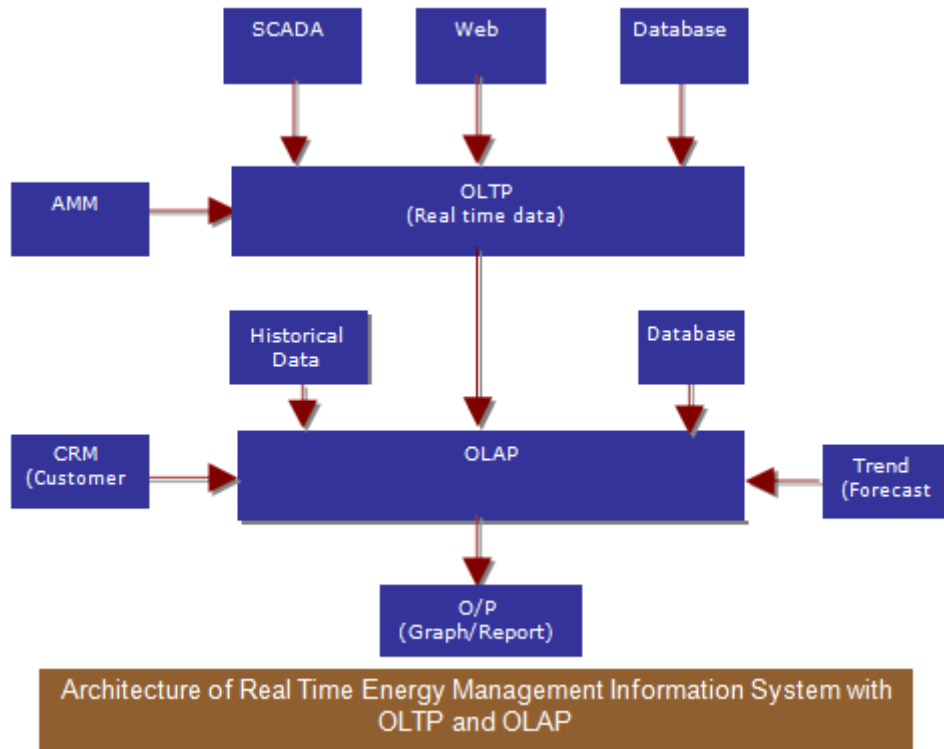 SCADA
Web
Database
AMM
OLTP
(Real time data)
Historical
Data
Database
CRM
(Customer
OLAP
Trend
(Forecast
O/P
(Graph/Report)
Architecture of Real Time Energy Management Information System with
OLTP and OLAP